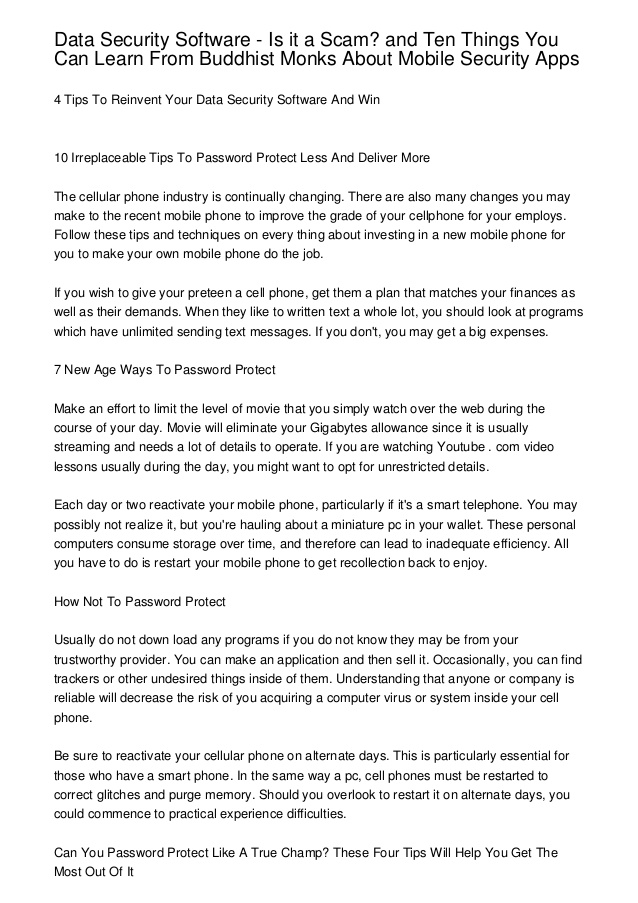 Data Security Software - Is it a Scam? and Ten Things You
Can Learn From Buddhist Monks About Mobile Security Apps
4 Tips To Reinvent Your Data Security Software And Win
10 Irreplaceable Tips To Password Protect Less And Deliver More
The cellular phone industry is continually changing. There are also many changes you may
make to the recent mobile phone to improve the grade of your cellphone for your employs.
Follow these tips and techniques on every thing about investing in a new mobile phone for
you to make your own mobile phone do the job.
If you wish to give your preteen a cell phone, get them a plan that matches your finances as
well as their demands. When they like to written text a whole lot, you should look at programs
which have unlimited sending text messages. If you don't, you may get a big expenses.
7 New Age Ways To Password Protect
Make an effort to limit the level of movie that you simply watch over the web during the
course of your day. Movie will eliminate your Gigabytes allowance since it is usually
streaming and needs a lot of details to operate. If you are watching Youtube . com video
lessons usually during the day, you might want to opt for unrestricted details.
Each day or two reactivate your mobile phone, particularly if it's a smart telephone. You may
possibly not realize it, but you're hauling about a miniature pc in your wallet. These personal
computers consume storage over time, and therefore can lead to inadequate efficiency. All
you have to do is restart your mobile phone to get recollection back to enjoy.
How Not To Password Protect
Usually do not down load any programs if you do not know they may be from your
trustworthy provider. You can make an application and then sell it. Occasionally, you can find
trackers or other undesired things inside of them. Understanding that anyone or company is
reliable will decrease the risk of you acquiring a computer virus or system inside your cell
phone.
Be sure to reactivate your cellular phone on alternate days. This is particularly essential for
those who have a smart phone. In the same way a pc, cell phones must be restarted to
correct glitches and purge memory. Should you overlook to restart it on alternate days, you
could commence to practical experience difficulties.
Can You Password Protect Like A True Champ? These Four Tips Will Help You Get The
Most Out Of It